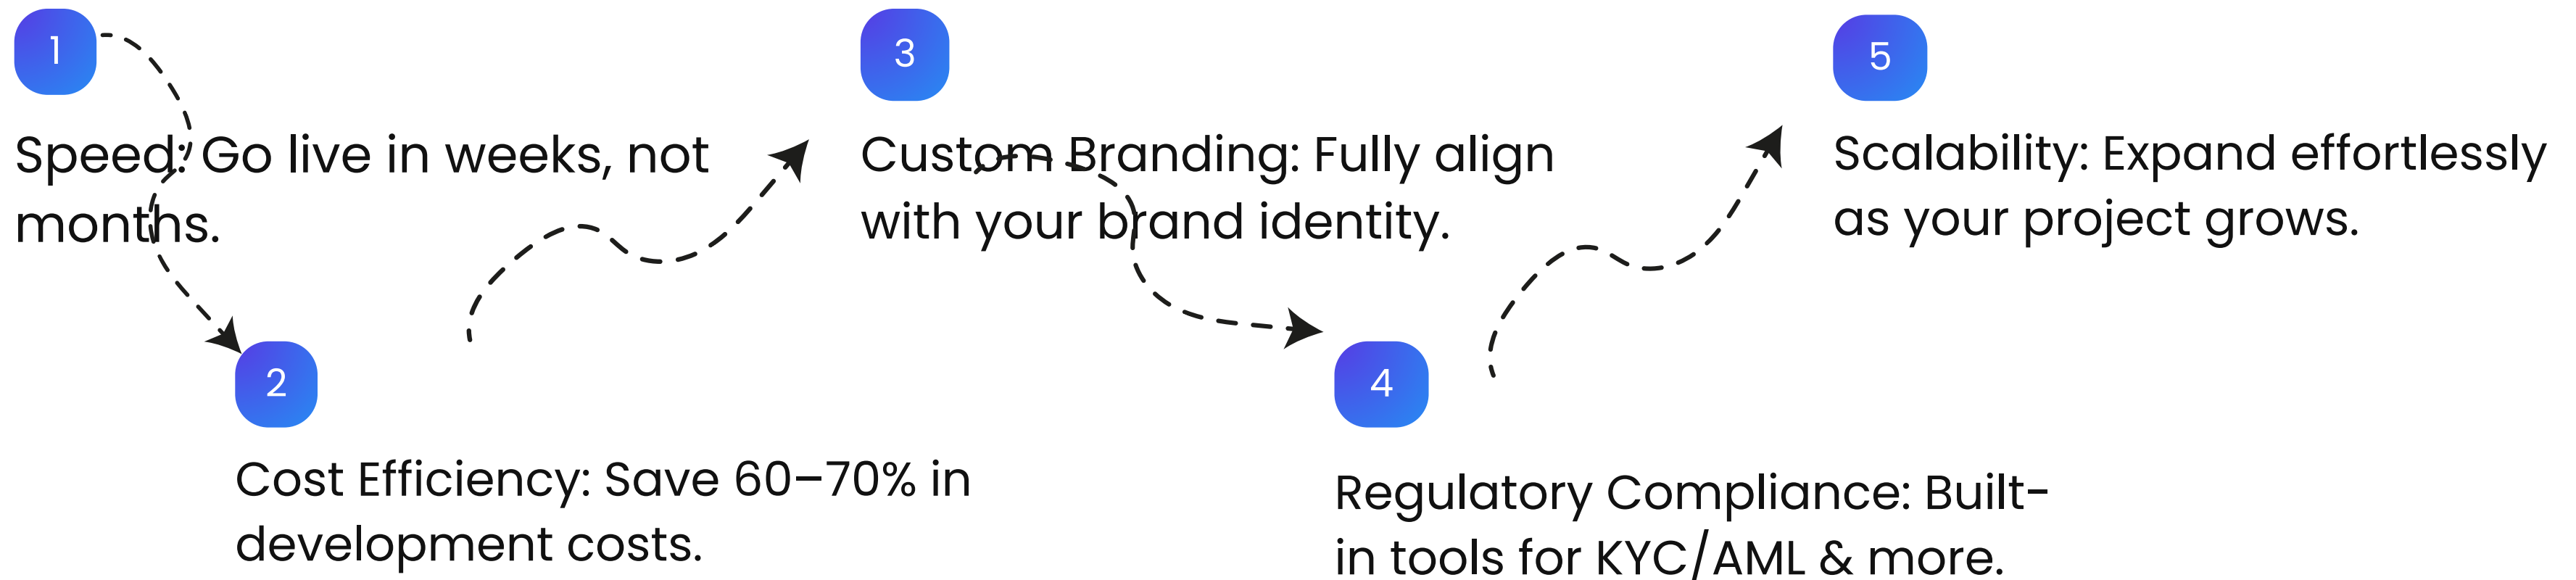 1
Speed: Go live in weeks, not
months.
2
Cost Efficiency: Save 60–70% in
development costs.
3
Custom Branding: Fully align
with your brand identity.
4
Regulatory Compliance: Built-
in tools for KYC/AML & more.
5
Scalability: Expand effortlessly
as your project grows.